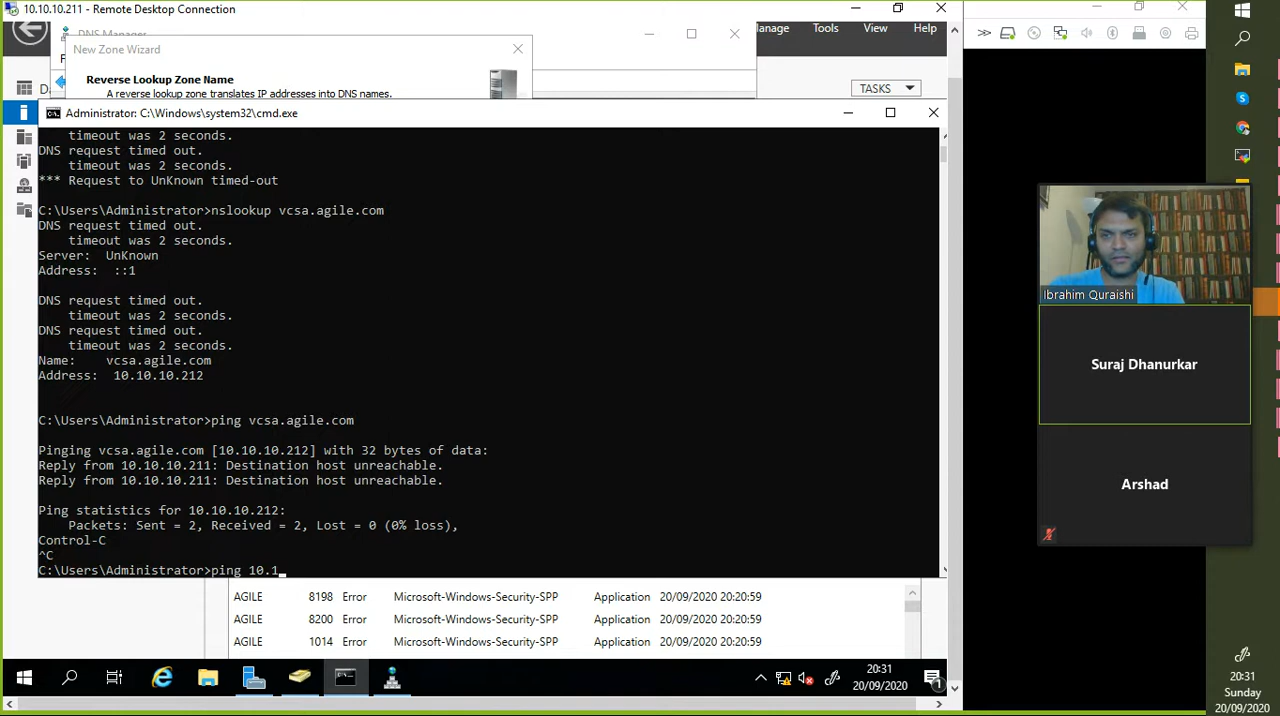 10.10.10.211 - Remote Desktop Connection
DNS Manager
New Zone Wizard
Manage Tools View Help
Reverse Lookup Zone Name
A reverse lookup zone translates IP addresses into DNS names.
TASKS
Administrator: C:\Windows\system32\cmd.exe
timeout was 2 seconds.
DNS request timed out.
timeout was 2 seconds.
*** Request to UnKnown timed-out
C:\Users\Administrator>nslookup vcsa.agile.com
DNS request timed out.
timeout was 2 seconds.
Server: UnKnown
Address: ::1
DNS request timed out.
timeout was 2 seconds.
DNS request timed out.
timeout was 2 seconds.
Name: vcsa.agile.com
Address: 10.10.10.212
C:\Users\Administrator>ping vcsa.agile.com
Pinging vcsa.agile.com [10.10.10.212] with 32 bytes of data:
Reply from 10.10.10.211: Destination host unreachable.
Reply from 10.10.10.211: Destination host unreachable.
Ping statistics for 10.10.10.212:
Packets: Sent = 2, Received = 2, Lost = 0 (0% loss),
Control-C
^C
C:\Users\Administrator>ping 10.1
AGILE 8198 Error Microsoft-Windows-Security-SPP Application 20/09/2020 20:20:59
AGILE 8200 Error Microsoft-Windows-Security-SPP Application 20/09/2020 20:20:59
AGILE 1014 Error Microsoft-Windows-Security-SPP Application 20/09/2020 20:20:59
20:31
20/09/2020
1
Ibrahim Quraishi
Suraj Dhanurkar
Arshad
20:31
Sunday
20/09/2020